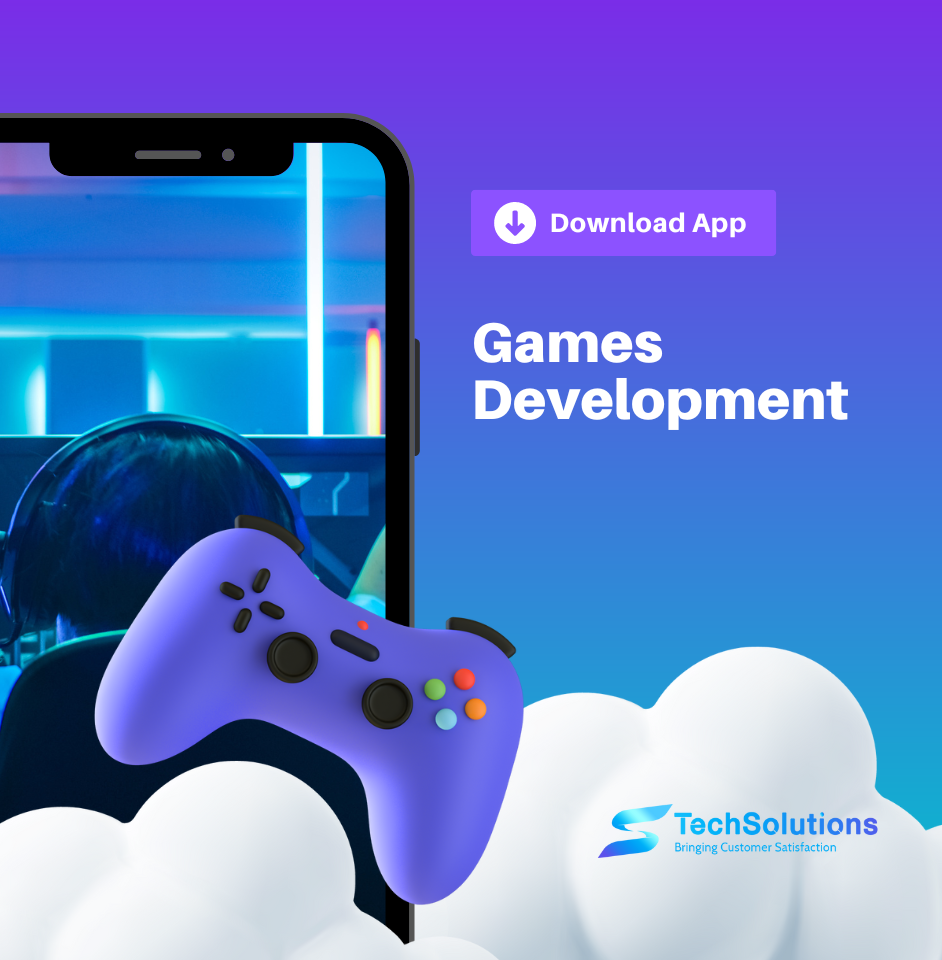 Download App
Games
Development
TechSolutions
Bringing Customer Satisfaction